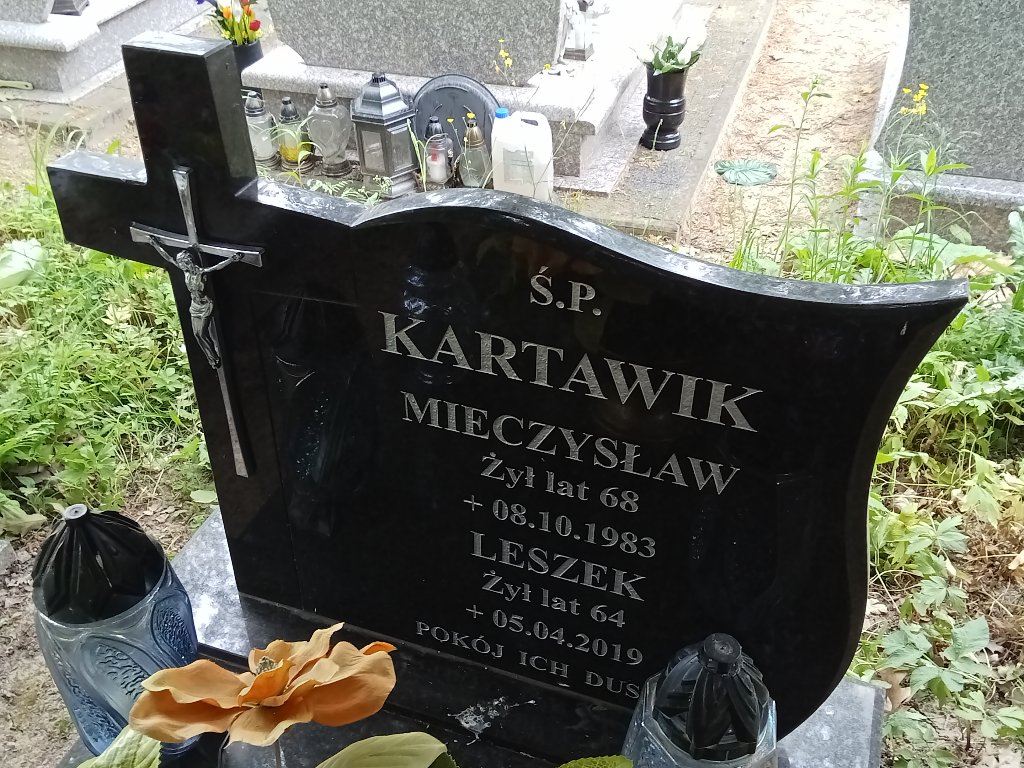 Ś.P.
KARTAWIK
MIECZYSŁAW
Żył lat 68
+ 08.10.1983
LESZEK
Żył lat 64
+ 05.04.2019
POKÓJ ICH